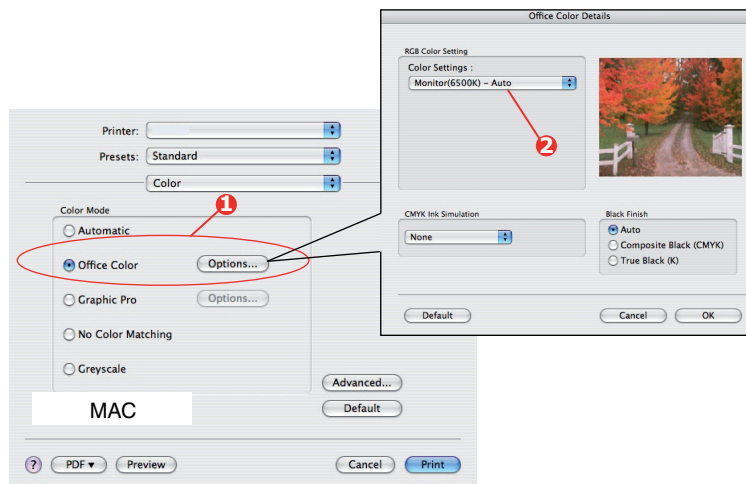 Office Color Details
RGB Color Setting
Color Settings :
Monitor(6500K) – Auto
2
CMYK Ink Simulation
None
Black Finish
Auto
Composite Black (CMYK)
True Black (K)
Default
Cancel
OK
Printer:
Presets: Standard
Color
1
Color Mode
Automatic
Office Color
Options...
Graphic Pro
Options...
No Color Matching
Greyscale
MAC
Advanced...
Default
? PDF▼ Preview Cancel Print